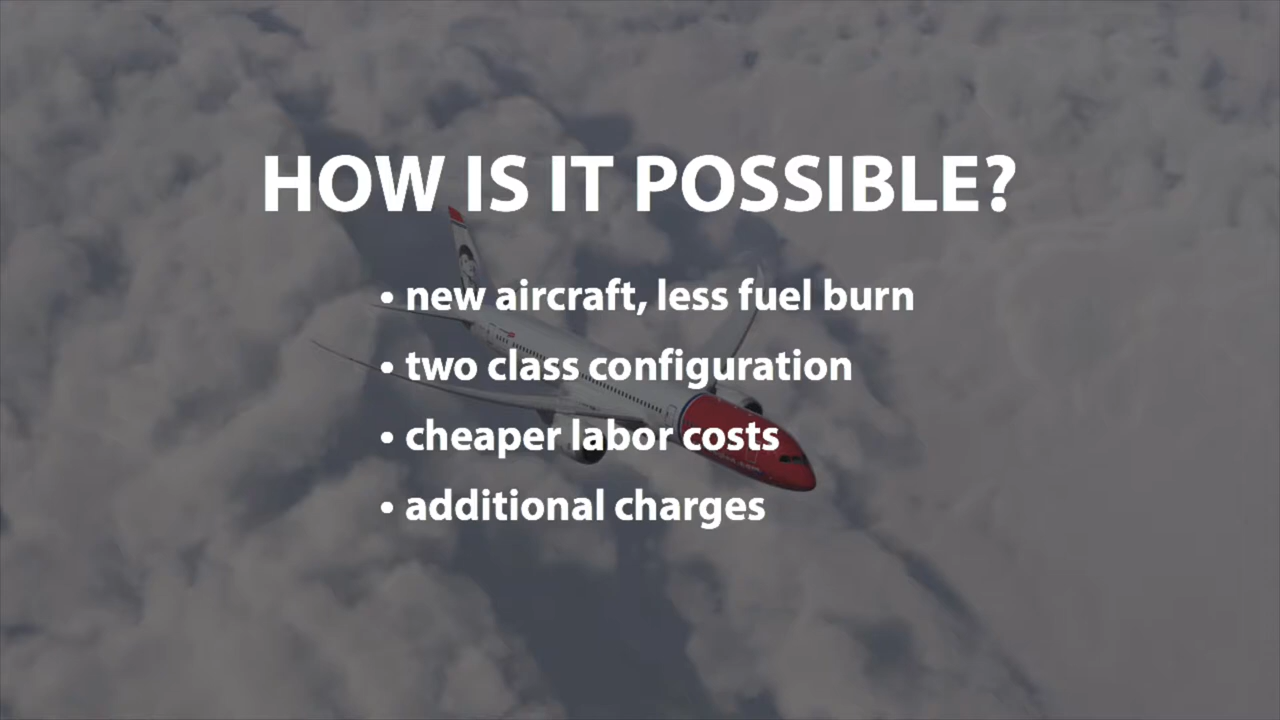 HOW IS IT POSSIBLE?
• new aircraft, less fuel burn
• two class configuration
• cheaper labor costs
• additional charges